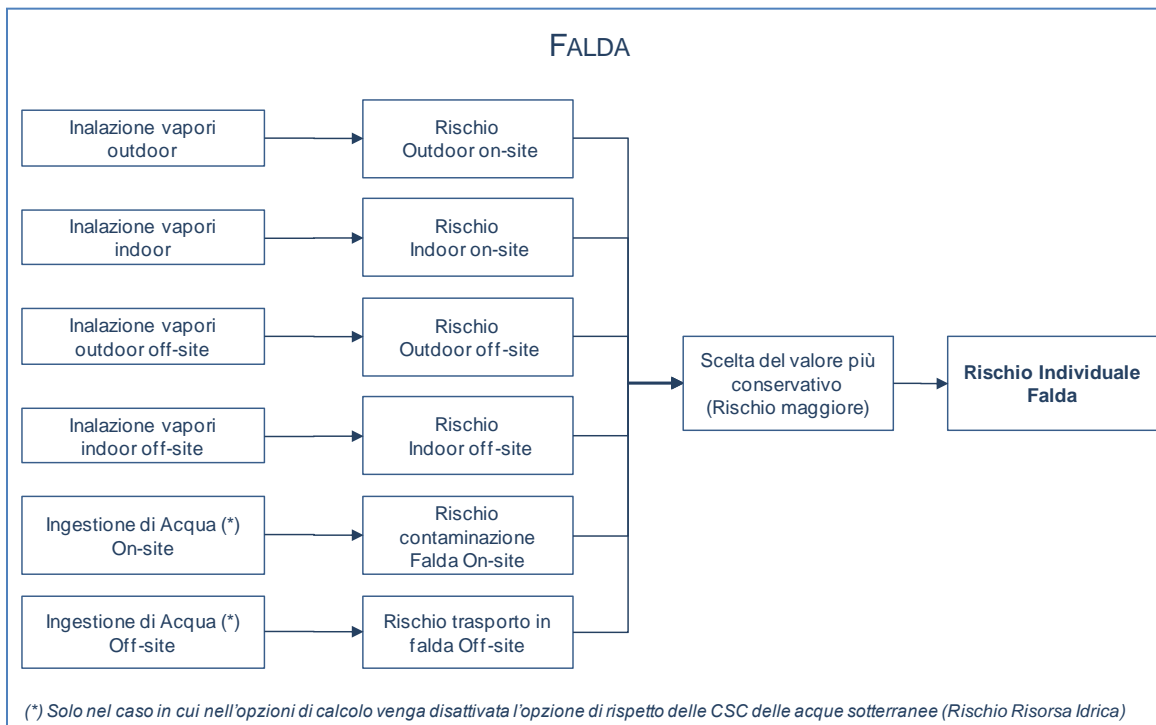 FALDA
Inalazione vapori
outdoor
Rischio
Outdoor on-site
Inalazione vapori
indoor
Rischio
Indoor on-site
Inalazione vapori
outdoor off-site
Rischio
Outdoor off-site
Scelta del valore più
conservativo
(Rischio maggiore)
Rischio Individuale
Falda
Inalazione vapori
indoor off-site
Rischio
Indoor off-site
Ingestione di Acqua (*)
On-site
Rischio
contaminazione
Falda On-site
Ingestione di Acqua (*)
Off-site
Rischio trasporto in
falda Off-site
(*) Solo nel caso in cui nell'opzioni di calcolo venga disattivata l'opzione di rispetto delle CSC delle acque sotterranee (Rischio Risorsa Idrica)